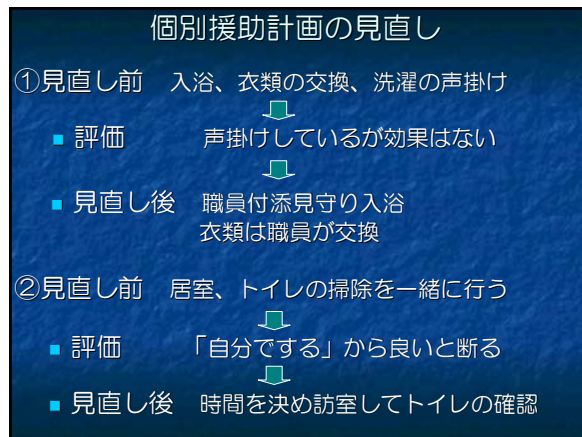 個別援助計画の見直し
①見直し前 入浴、衣類の交換、洗濯の声掛け
評価 声掛けしているが効果はない
見直し後 職員付添見守り入浴
衣類は職員が交換
②見直し前 居室、トイレの掃除を一緒に行う
評価 「自分でする」から良いと断る
見直し後 時間を決め訪室してトイレの確認